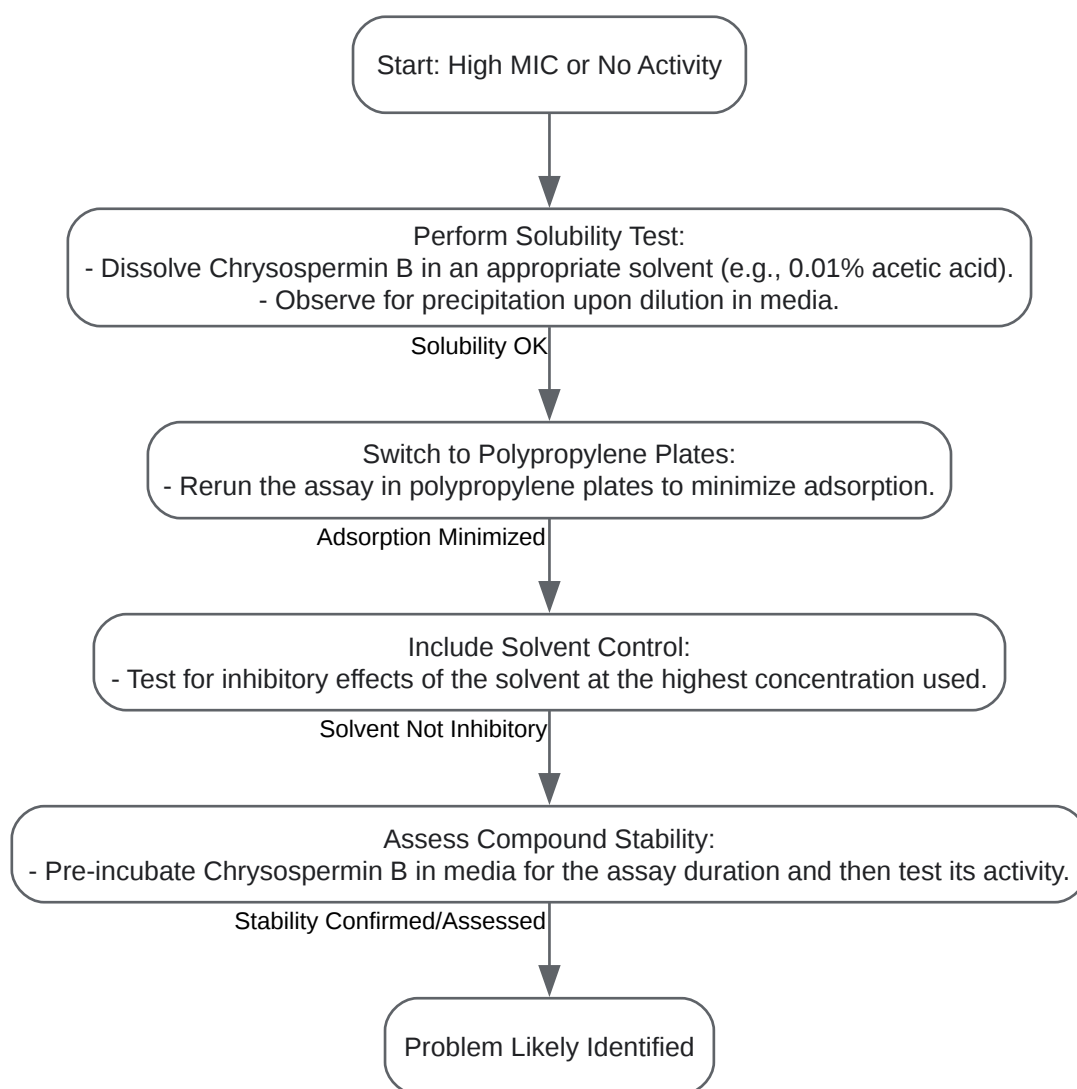 Start: High MIC or No Activity
Perform Solubility Test:
- Dissolve Chrysospermin B in an appropriate solvent (e.g., 0.01% acetic acid).
- Observe for precipitation upon dilution in media.
Solubility OK
Switch to Polypropylene Plates:
- Rerun the assay in polypropylene plates to minimize adsorption.
Adsorption Minimized
Include Solvent Control:
- Test for inhibitory effects of the solvent at the highest concentration used.
Solvent Not Inhibitory
Assess Compound Stability:
- Pre-incubate Chrysospermin B in media for the assay duration and then test its activity.
Stability Confirmed/Assessed
Problem Likely Identified